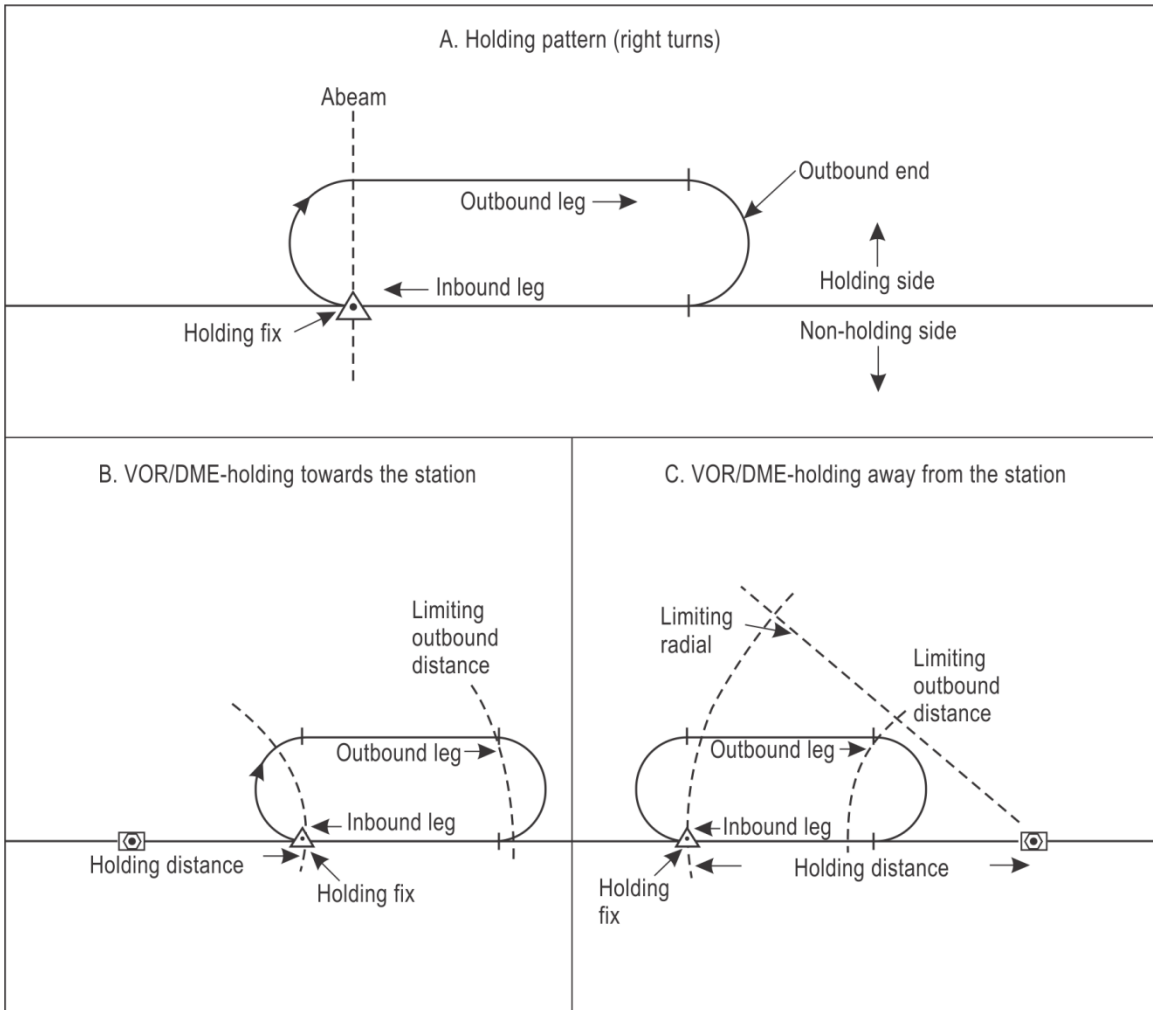 A. Holding pattern (right turns)
Abeam
Outbound end
Outbound leg
Holding side
Inbound leg
Holding fix
Non-holding side
B. VOR/DME-holding towards the station
Limiting
outbound
distance
Outbound leg
Inbound leg
Holding distance
Holding fix
C. VOR/DME-holding away from the station
Limiting
radial
Limiting
outbound
distance
Outbound leg
Inbound leg
Holding distance
Holding
fix